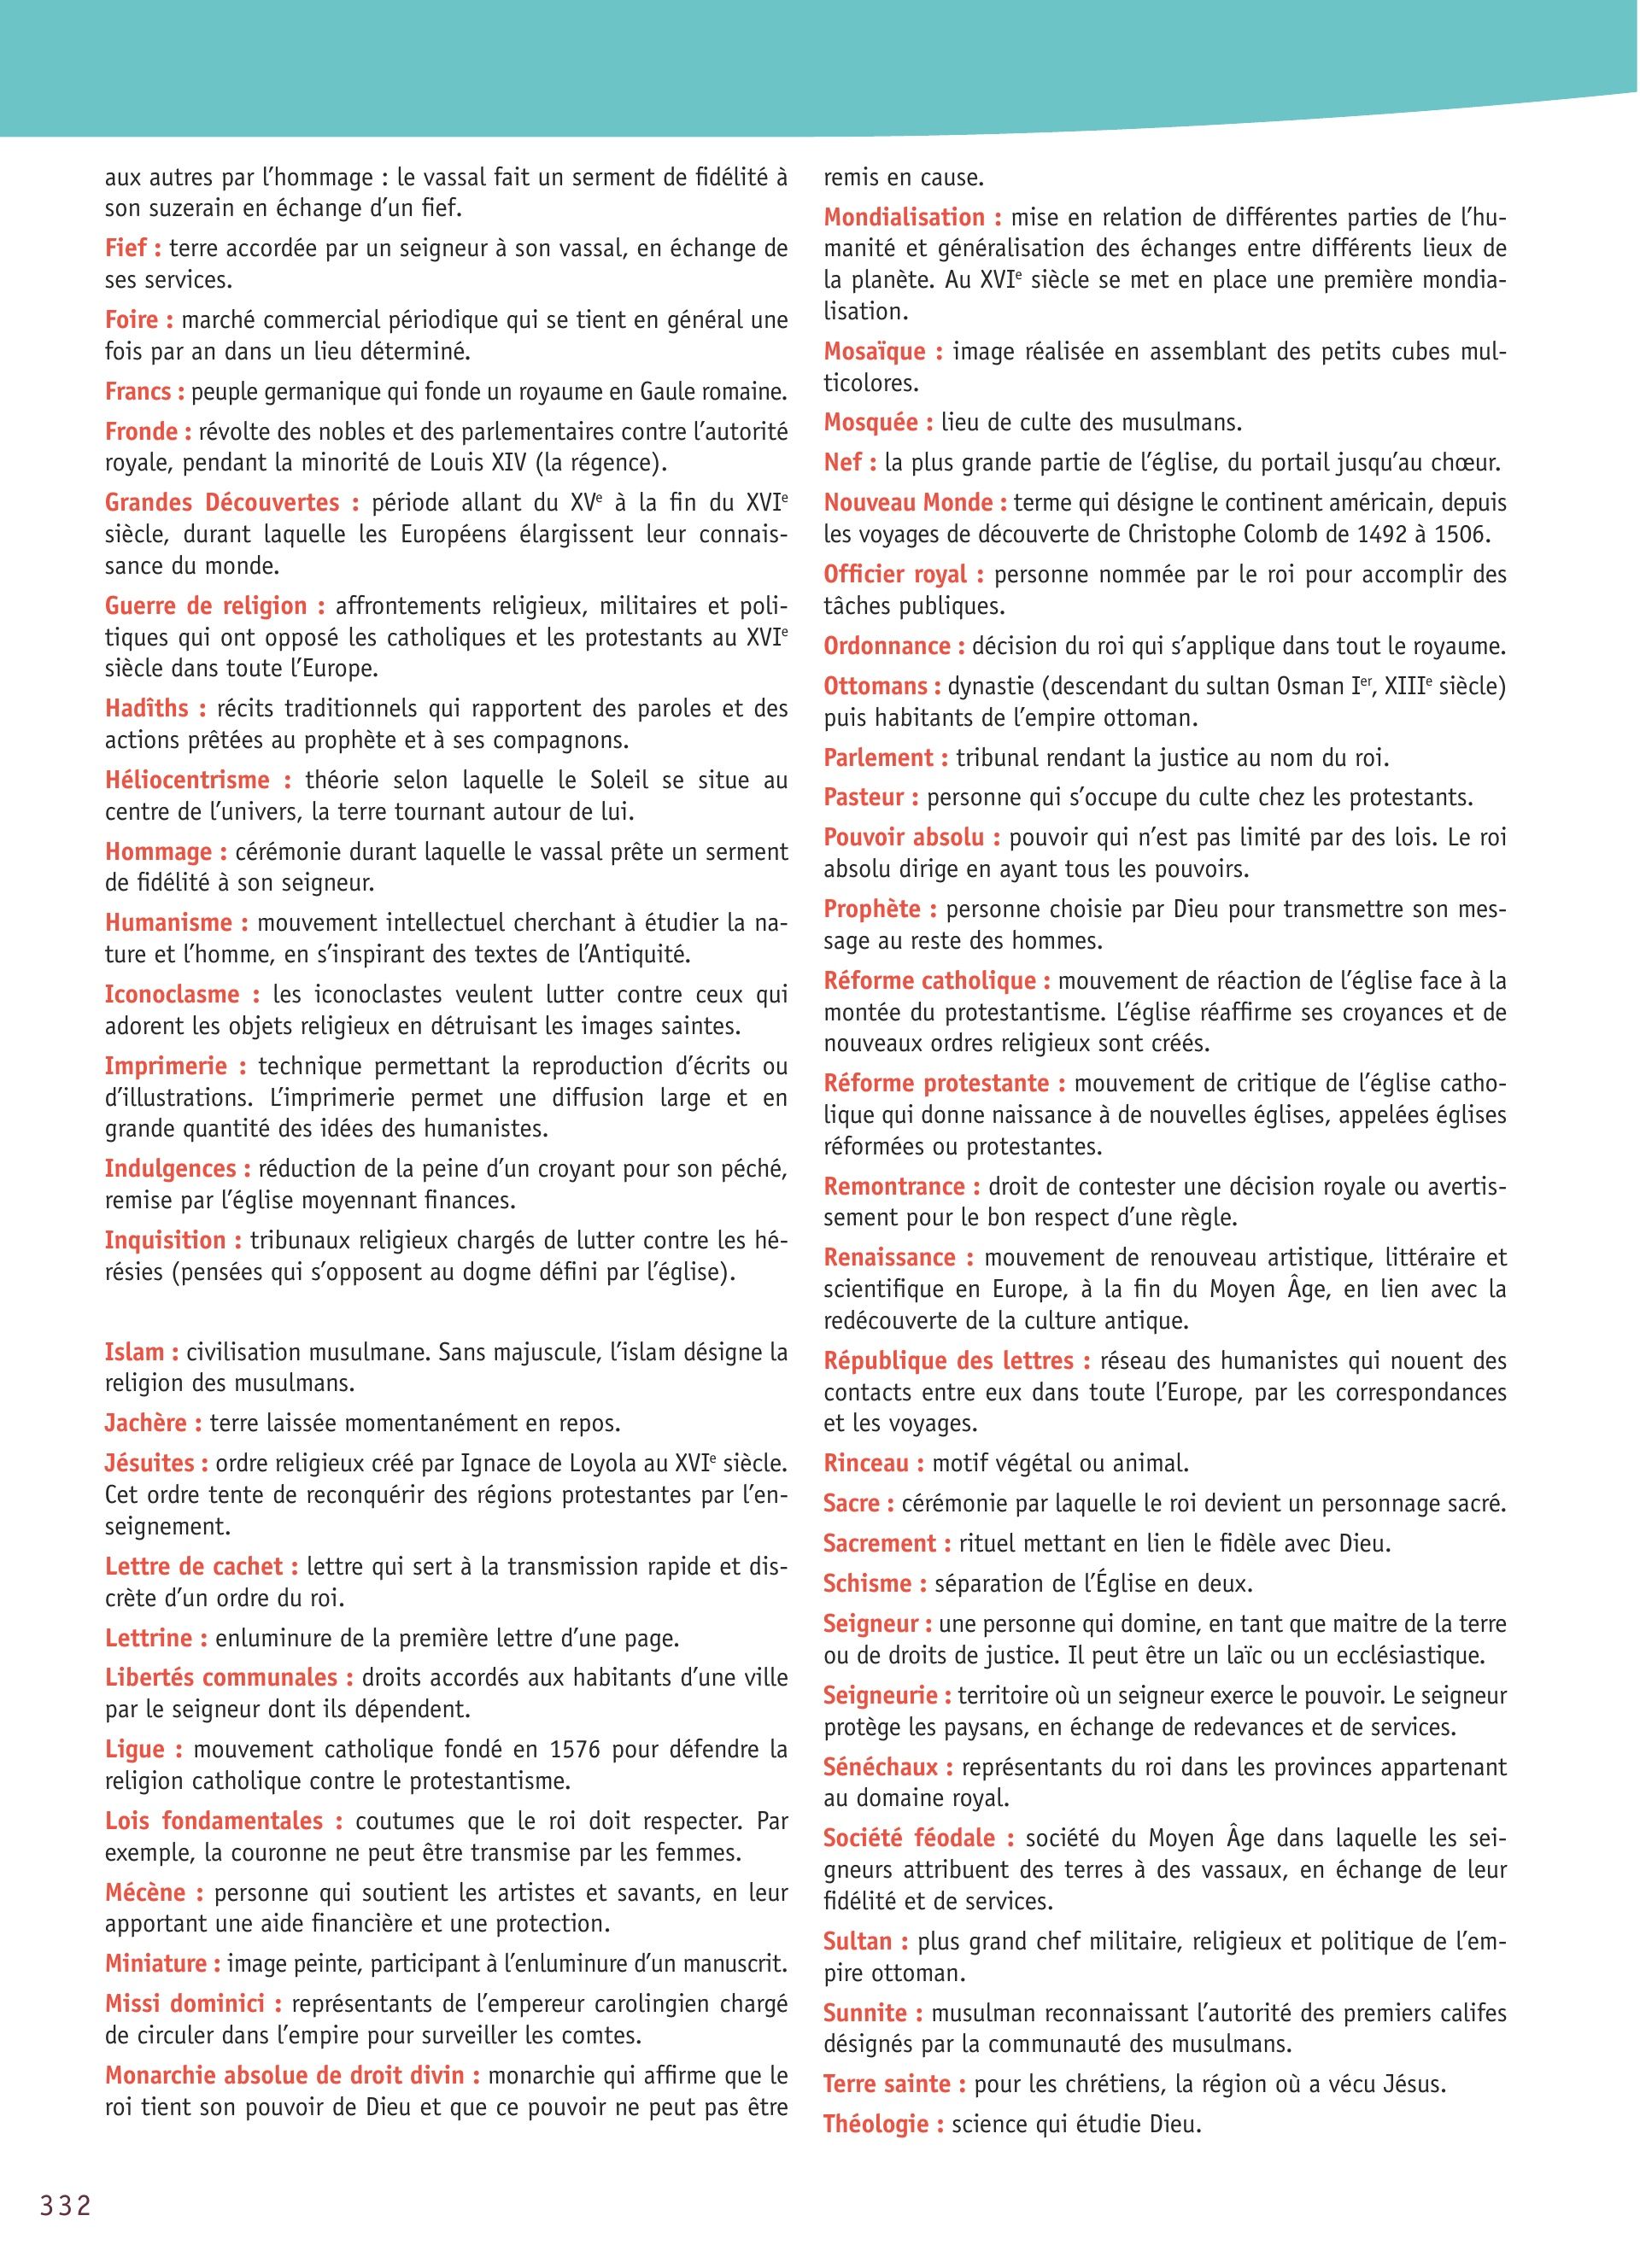 aux autres par l’hommage : le vassal fait un serment de fidélité à
son suzerain en échange d’un fief.
Fief : terre accordée par un seigneur à son vassal, en échange de
ses services.
Foire : marché commercial périodique qui se tient en général une
fois par an dans un lieu déterminé.
Francs : peuple germanique qui fonde un royaume en Gaule romaine.
Fronde : révolte des nobles et des parlementaires contre l’autorité
royale, pendant la minorité de Louis XIV (la régence).
Grandes Découvertes : période allant du XVe à la fin du XVIe
siècle, durant laquelle les Européens élargissent leur connais-
sance du monde.
Guerre de religion : affrontements religieux, militaires et poli-
tiques qui ont opposé les catholiques et les protestants au XVIe
siècle dans toute l’Europe.
Hadîths : récits traditionnels qui rapportent des paroles et des
actions prêtées au prophète et à ses compagnons.
Héliocentrisme : théorie selon laquelle le Soleil se situe au
centre de l’univers, la terre tournant autour de lui.
Hommage : cérémonie durant laquelle le vassal prête un serment
de fidélité à son seigneur.
Humanisme : mouvement intellectuel cherchant à étudier la na-
ture et l’homme, en s’inspirant des textes de l’Antiquité.
Iconoclasme : les iconoclastes veulent lutter contre ceux qui
adorent les objets religieux en détruisant les images saintes.
Imprimerie : technique permettant la reproduction d’écrits ou
d’illustrations. L’imprimerie permet une diffusion large et en
grande quantité des idées des humanistes.
Indulgences : réduction de la peine d’un croyant pour son péché,
remise par l’église moyennant finances.
Inquisition : tribunaux religieux chargés de lutter contre les hé-
résies (pensées qui s’opposent au dogme défini par l’église).
Islam : civilisation musulmane. Sans majuscule, l’islam désigne la
religion des musulmans.
Jachère : terre laissée momentanément en repos.
Jésuites : ordre religieux créé par Ignace de Loyola au XVIe siècle.
Cet ordre tente de reconquérir des régions protestantes par l’en-
seignement.
Lettre de cachet : lettre qui sert à la transmission rapide et dis-
crète d’un ordre du roi.
Lettrine : enluminure de la première lettre d’une page.
Libertés communales : droits accordés aux habitants d’une ville
par le seigneur dont ils dépendent.
Ligue : mouvement catholique fondé en 1576 pour défendre la
religion catholique contre le protestantisme.
Lois fondamentales : coutumes que le roi doit respecter. Par
exemple, la couronne ne peut être transmise par les femmes.
Mécène : personne qui soutient les artistes et savants, en leur
apportant une aide financière et une protection.
Miniature : image peinte, participant à l’enluminure d’un manuscrit.
Missi dominici : représentants de l’empereur carolingien chargé
de circuler dans l’empire pour surveiller les comtes.
Monarchie absolue de droit divin : monarchie qui affirme que le
roi tient son pouvoir de Dieu et que ce pouvoir ne peut pas être
remis en cause.
Mondialisation : mise en relation de différentes parties de l’hu-
manité et généralisation des échanges entre différents lieux de
la planète. Au XVIe siècle se met en place une première mondia-
lisation.
Mosaïque : image réalisée en assemblant des petits cubes mul-
ticolores.
Mosquée : lieu de culte des musulmans.
Nef : la plus grande partie de l’église, du portail jusqu’au chœur.
Nouveau Monde : terme qui désigne le continent américain, depuis
les voyages de découverte de Christophe Colomb de 1492 à 1506.
Officier royal : personne nommée par le roi pour accomplir des
tâches publiques.
Ordonnance : décision du roi qui s’applique dans tout le royaume.
Ottomans : dynastie (descendant du sultan Osman Ier, XIIIe siècle)
puis habitants de l’empire ottoman.
Parlement : tribunal rendant la justice au nom du roi.
Pasteur : personne qui s’occupe du culte chez les protestants.
Pouvoir absolu : pouvoir qui n’est pas limité par des lois. Le roi
absolu dirige en ayant tous les pouvoirs.
Prophète : personne choisie par Dieu pour transmettre son mes-
sage au reste des hommes.
Réforme catholique : mouvement de réaction de l’église face à la
montée du protestantisme. L’église réaffirme ses croyances et de
nouveaux ordres religieux sont créés.
Réforme protestante : mouvement de critique de l’église catho-
lique qui donne naissance à de nouvelles églises, appelées églises
réformées ou protestantes.
Remontrance : droit de contester une décision royale ou avertis-
sement pour le bon respect d’une règle.
Renaissance : mouvement de renouveau artistique, littéraire et
scientifique en Europe, à la fin du Moyen Âge, en lien avec la
redécouverte de la culture antique.
République des lettres : réseau des humanistes qui nouent des
contacts entre eux dans toute l’Europe, par les correspondances
et les voyages.
Rinceau : motif végétal ou animal.
Sacre : cérémonie par laquelle le roi devient un personnage sacré.
Sacrement : rituel mettant en lien le fidèle avec Dieu.
Schisme : séparation de l’Église en deux.
Seigneur : une personne qui domine, en tant que maitre de la terre
ou de droits de justice. Il peut être un laïc ou un ecclésiastique.
Seigneurie : territoire où un seigneur exerce le pouvoir. Le seigneur
protège les paysans, en échange de redevances et de services.
Sénéchaux : représentants du roi dans les provinces appartenant
au domaine royal.
Société féodale : société du Moyen Âge dans laquelle les sei-
gneurs attribuent des terres à des vassaux, en échange de leur
fidélité et de services.
Sultan : plus grand chef militaire, religieux et politique de l’em-
pire ottoman.
Sunnite : musulman reconnaissant l’autorité des premiers califes
désignés par la communauté des musulmans.
Terre sainte : pour les chrétiens, la région où a vécu Jésus.
Théologie : science qui étudie Dieu.
332